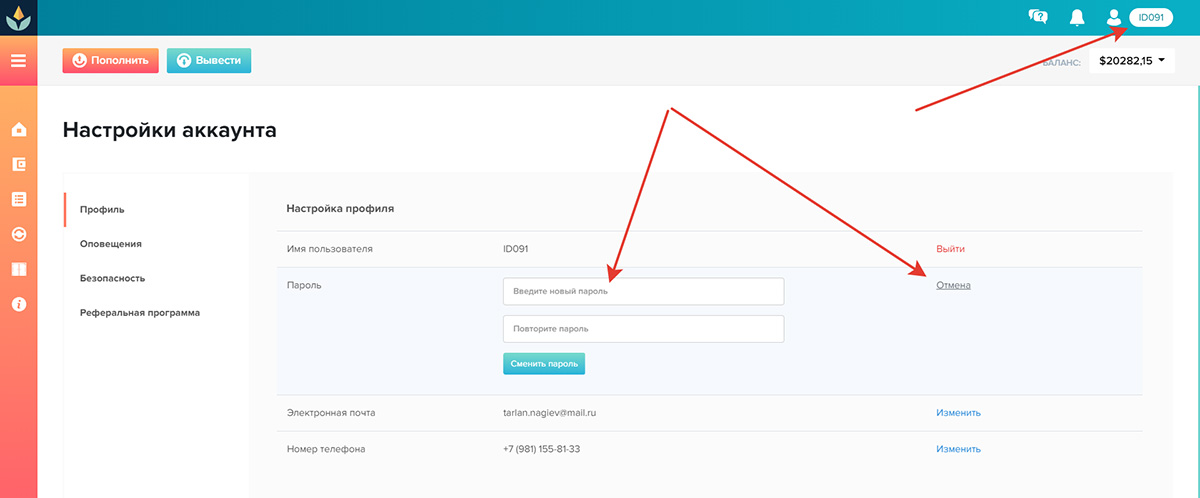 ID091
Пополнить
Вывести
БАЛАНС:
$20282,15
Настройки аккаунта
Профиль
Оповещения
Безопасность
Реферальная программа
Настройка профиля
Имя пользователя
ID091
Выйти
Пароль
Введите новый пароль
Отмена
Повторите пароль
Сменить пароль
Электронная почта
tarlan.nagiev@mail.ru
Изменить
Номер телефона
+7 (981) 155-81-33
Изменить